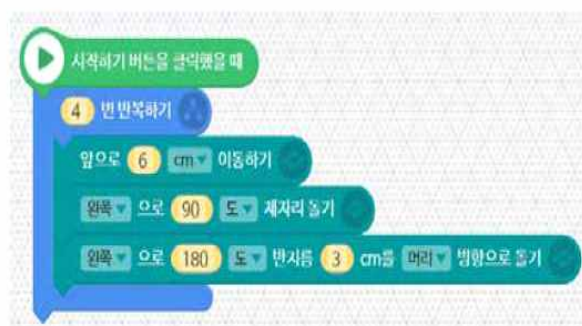 시작하기 버튼을 클릭했을 때
4 번 반복하기
앞으로 6 cm 이동하기
왼쪽 으로 90 도 제자리 돌기
왼쪽 으로 180 도 반지름 3 cm를 머리 방향으로 돌기